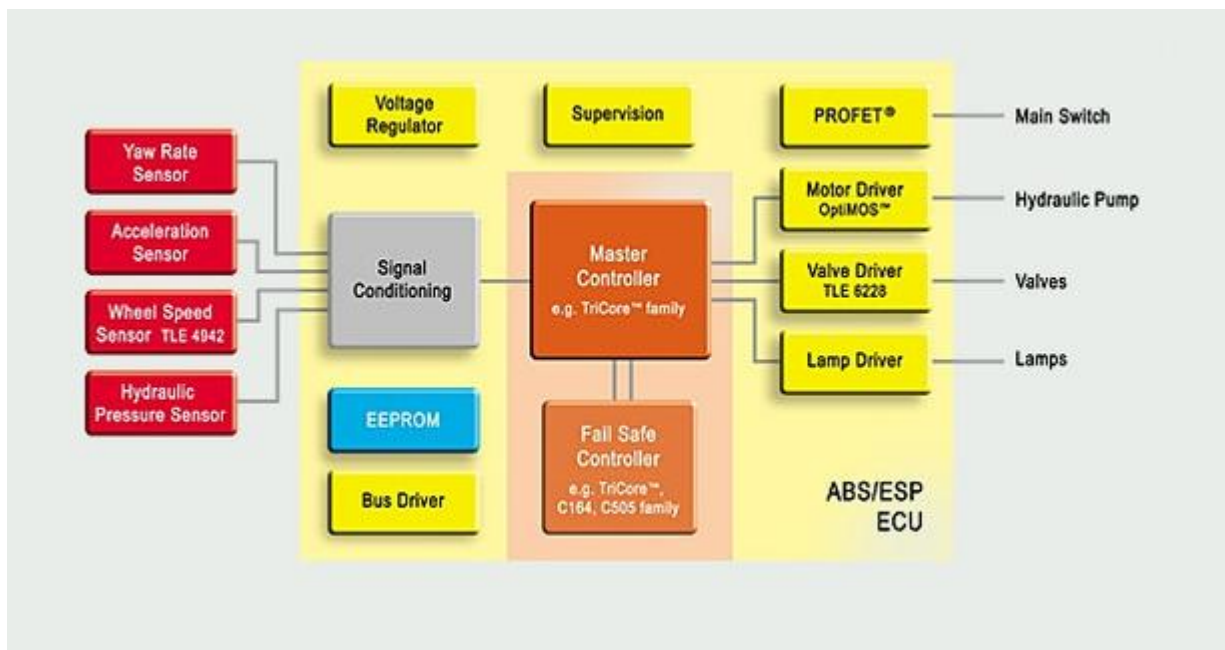 Voltage
Regulator
Supervision
PROFET®
Main Switch
Yaw Rate
Sensor
Motor Driver
OptiMOS™
Hydraulic Pump
Acceleration
Sensor
Signal
Conditioning
Master
Controller
e.g. TriCore™ family
Valve Driver
TLE 6228
Valves
Wheel Speed
Sensor TLE 4942
Lamp Driver
Lamps
Hydraulic
Pressure Sensor
EEPROM
Fail Safe
Controller
e.g. TriCore™,
C164, C505 family
Bus Driver
ABS/ESP
ECU